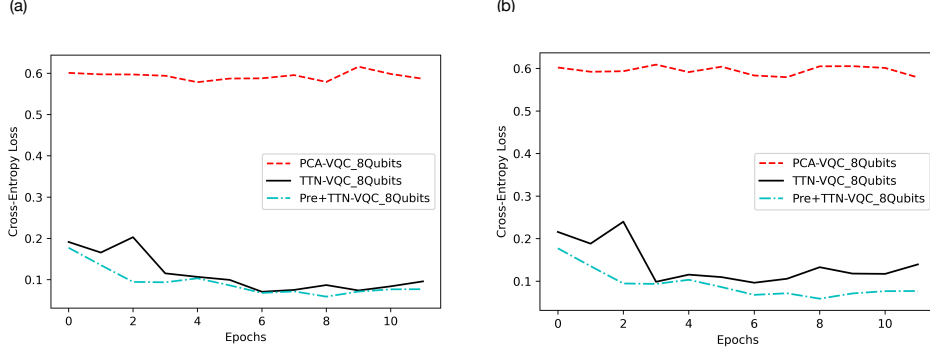 (a)
0.6
0.5
0.4
0.3
0.2
0.1
Cross-Entropy Loss
PCA-VQC_8Qubits
TTN-VQC_8Qubits
Pre+TTN-VQC_8Qubits
0 2 4 6 8 10
Epochs
(b)
0.6
0.5
0.4
0.3
0.2
0.1
Cross-Entropy Loss
PCA-VQC_8Qubits
TTN-VQC_8Qubits
Pre+TTN-VQC_8Qubits
0 2 4 6 8 10
Epochs